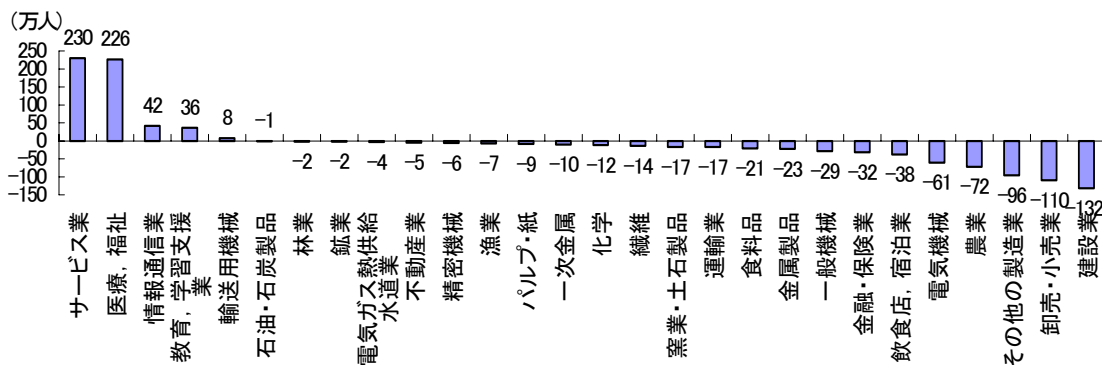 (万人)
230
226
42
36
8
-1
-2
-2
-4
-5
-6
-7
-9
-10
-12
-14
-17
-17
-21
-23
-29
-32
-38
-61
-72
-96
-110
-132
250
200
150
100
50
0
-50
-100
-150
サービス業
医療,福祉
情報通信業
教育,学習支援
業
輸送用機械
石油・石炭製品
林業
鉱業
電気ガス熱供給
水道業
不動産業
精密機械
漁業
パルプ・紙
一次金属
化学
繊維
窯業・土石製品
運輸業
食料品
金属製品
一般機械
金融・保険業
飲食店,宿泊業
電気機械
農業
その他の製造業
卸売・小売業
建設業